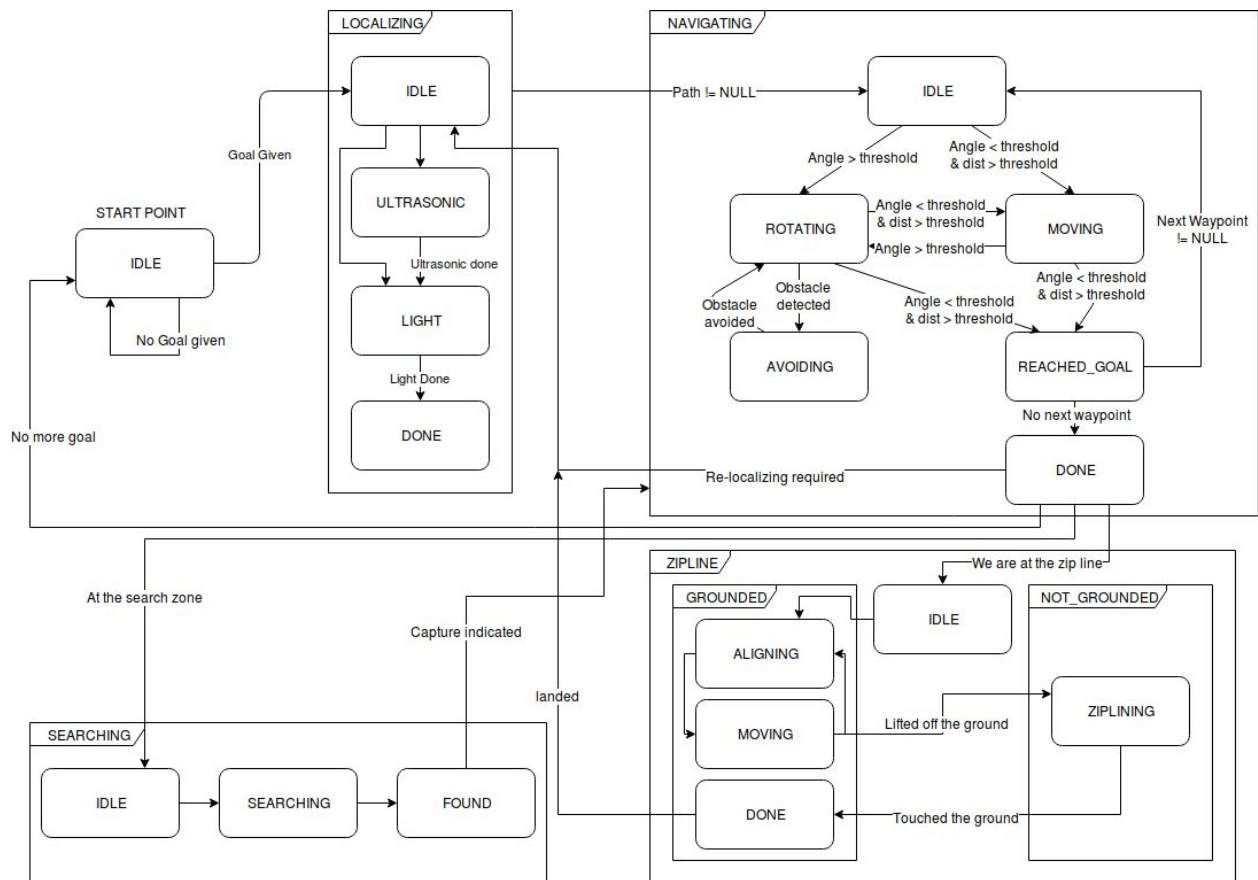 LOCALIZING
NAVIGATING
IDLE
Path != NULL
IDLE
Goal Given
Angle > threshold
Angle < threshold
& dist > threshold
ULTRASONIC
START POINT
IDLE
ROTATING
Angle < threshold
& dist > threshold
Angle > threshold
MOVING
Next Waypoint
!= NULL
Ultrasonic done
Obstacle
detected
Angle < threshold
& dist > threshold
Obstacle
avoided
Angle < threshold
& dist > threshold
LIGHT
No Goal given
AVOIDING
REACHED_GOAL
Light Done
No next waypoint
No more goal
DONE
DONE
Re-localizing required
ZIPLINE
We are at the zip line
At the search zone
GROUNDED
IDLE
NOT_GROUNDED
Capture indicated
ALIGNING
landed
ZIPLINING
Lifted off the ground
MOVING
SEARCHING
IDLE
SEARCHING
FOUND
DONE
Touched the ground